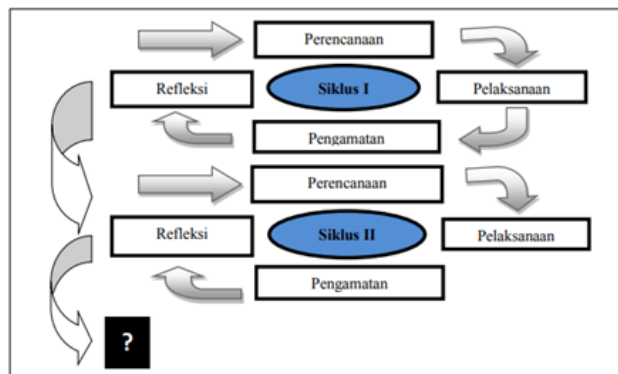 Perencanaan
Refleksi
Siklus I
Pelaksanaan
Pengamatan
Perencanaan
Refleksi
Siklus II
Pelaksanaan
Pengamatan
?